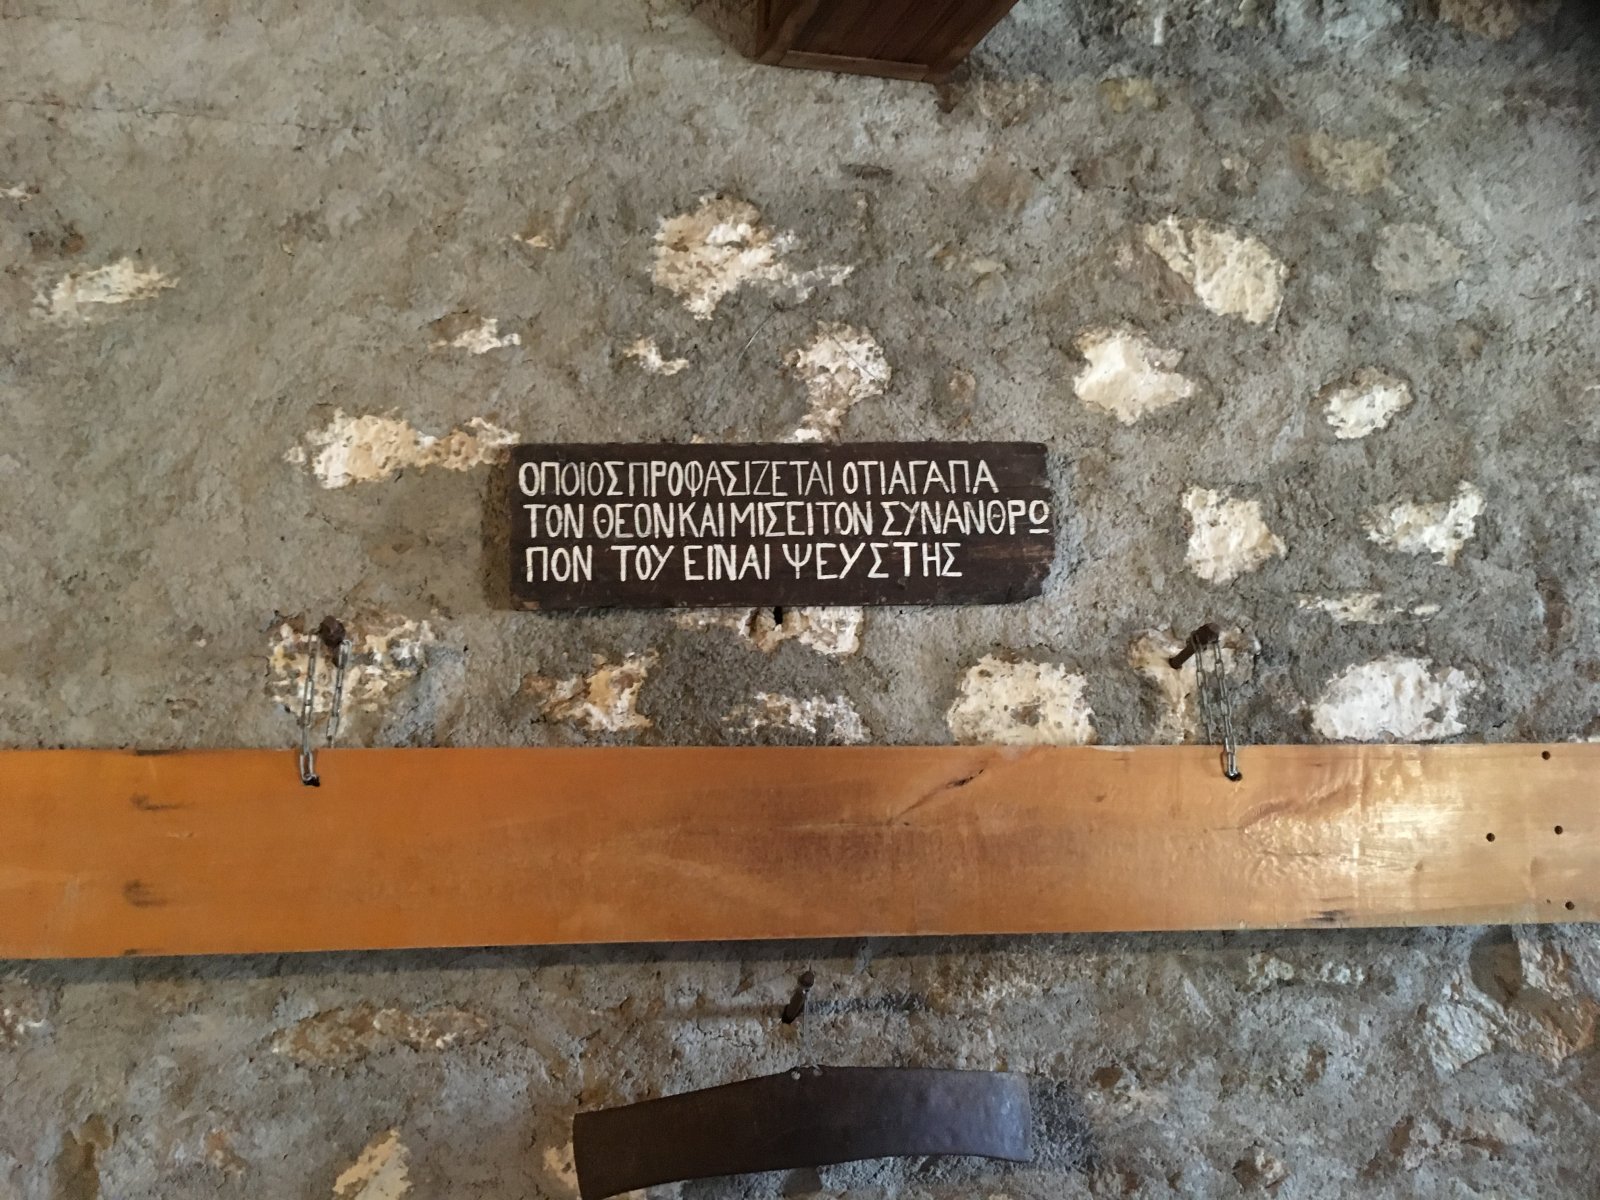 ΟΠΟΙΟΣ ΠΡΟΦΑΣΙΖΕΤΑΙ ΟΤΙ ΑΓΑΠΑ
ΤΟΝ ΘΕΟΝ ΚΑΙ ΜΙΣΕΙ ΤΟΝ ΣΥΝΑΝΘΡΩ
ΠΟΝ ΤΟΥ ΕΙΝΑΙ ΨΕΥΣΤΗΣ